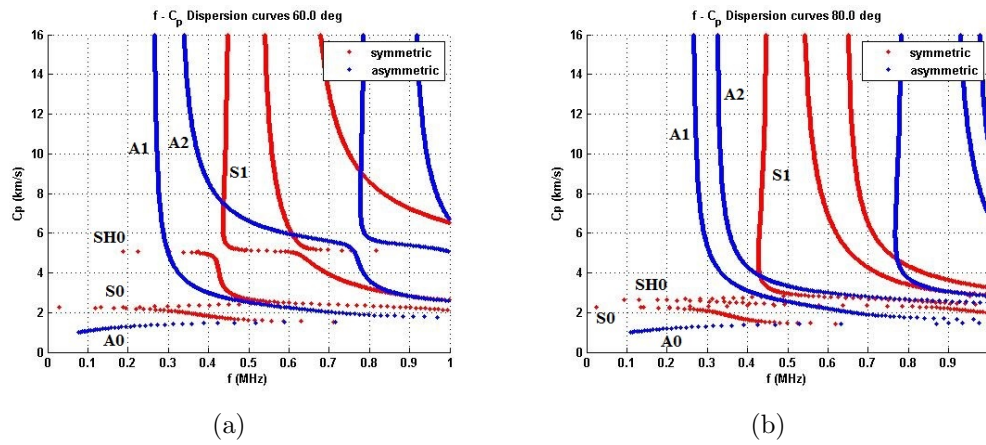 f - Cp Dispersion curves 60.0 deg
16
14
12
10
8
6
4
2
0
Cp (km/s)
symmetric
asymmetric
A1
A2
S1
SH0
S0
A0
0 0.1 0.2 0.3 0.4 0.5 0.6 0.7 0.8 0.9 1
f (MHz)
(a)
f - Cp Dispersion curves 80.0 deg
16
14
12
10
8
6
4
2
0
Cp (km/s)
symmetric
asymmetric
A2
A1
S1
SH0
S0
A0
0 0.1 0.2 0.3 0.4 0.5 0.6 0.7 0.8 0.9
f (MHz)
(b)